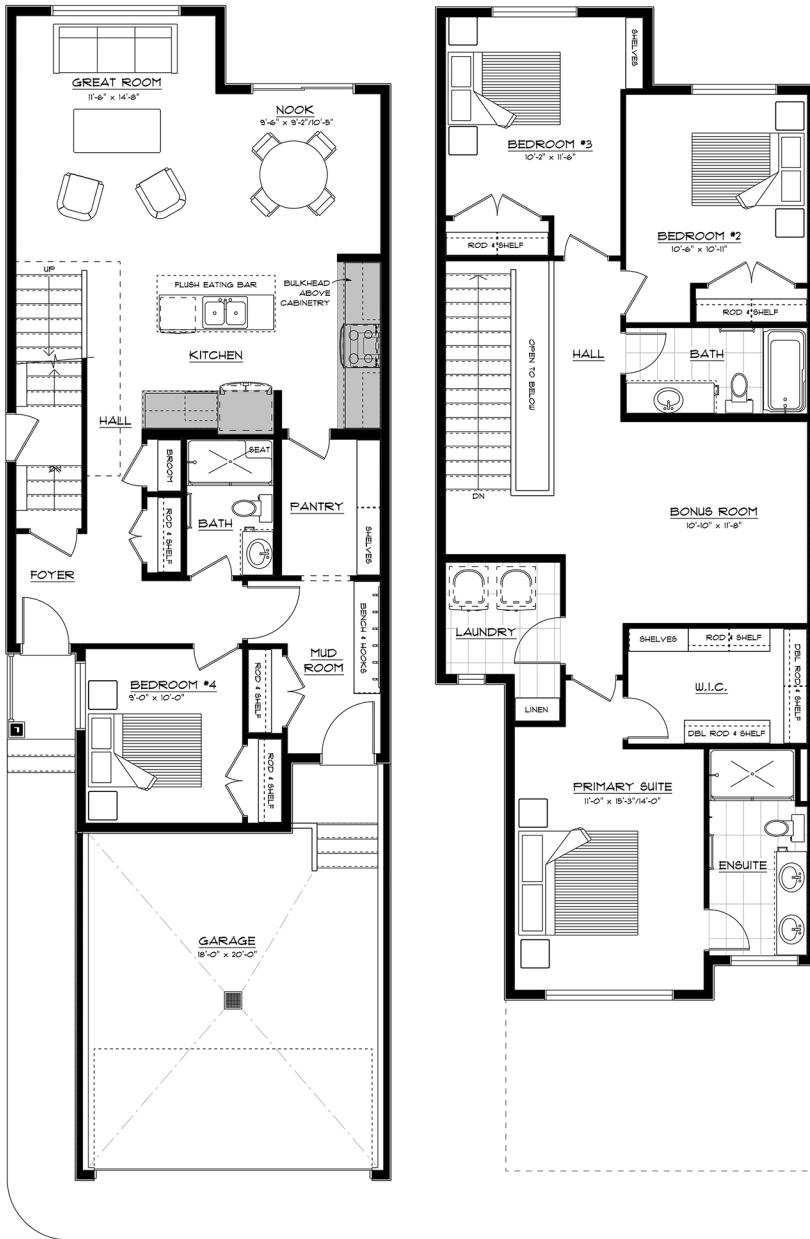 GREAT ROOM
11'-6" x 14'-8"
NOOK
9'-6" x 9'-2"/10'-5"
UP
FLUSH EATING BAR
BULKHEAD
ABOVE
CABINETRY
KITCHEN
HALL
DN
BROOM
SEAT
BATH
PANTRY
ROD & SHELF
SHELVES
FOYER
BENCH & HOOKS
MUD
ROOM
BEDROOM #4
9'-0" x 10'-0"
ROD & SHELF
ROD & SHELF
GARAGE
18'-0" x 20'-0"
SHELVES
BEDROOM #3
10'-2" x 11'-6"
BEDROOM #2
10'-6" x 10'-11"
ROD & SHELF
ROD & SHELF
OPEN TO BELOW
HALL
BATH
DN
BONUS ROOM
10'-10" x 11'-8"
LAUNDRY
SHELVES
ROD & SHELF
DBL ROD & SHELF
W.I.C.
LINEN
DBL ROD & SHELF
PRIMARY SUITE
11'-0" x 15'-3"/14'-0"
ENSUITE